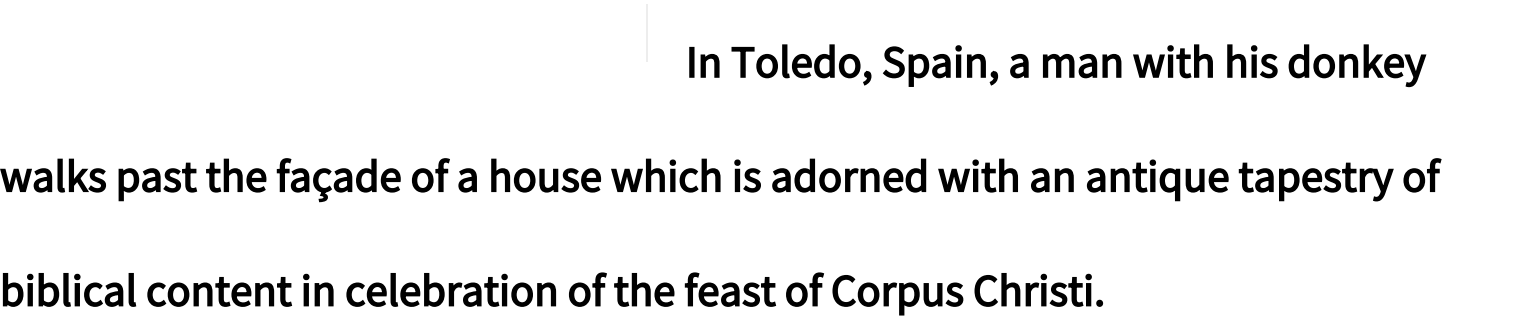 In Toledo, Spain, a man with his donkey
walks past the façade of a house which is adorned with an antique tapestry of
biblical content in celebration of the feast of Corpus Christi.